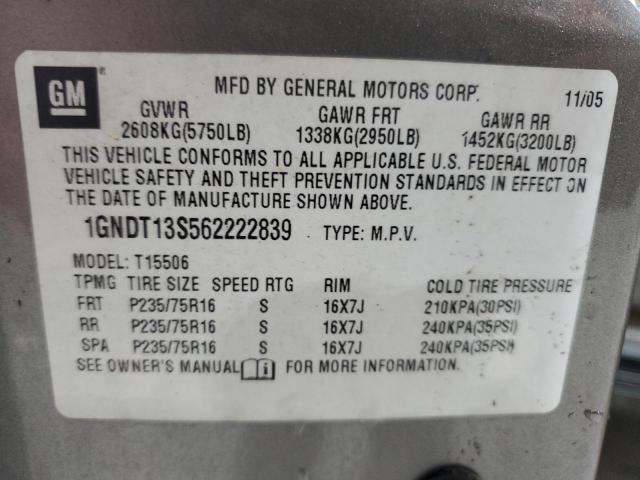 GM
MFD BY GENERAL MOTORS CORP. 11/05
GVWR GAWR FRT GAWR RR
2608KG(5750LB) 1338KG(2950LB) 1452KG(3200LB)
THIS VEHICLE CONFORMS TO ALL APPLICABLE U.S. FEDERAL MOTOR
VEHICLE SAFETY AND THEFT PREVENTION STANDARDS IN EFFECT ON
THE DATE OF MANUFACTURE SHOWN ABOVE.
1GNDT13S562222839 TYPE: M.P.V.
MODEL: T15506
TPMG TIRE SIZE SPEED RTG RIM COLD TIRE PRESSURE
FRT P235/75R16 S 16X7J 210KPA(30PSI)
RR P235/75R16 S 16X7J 240KPA(35PSI)
SPA P235/75R16 S 16X7J 240KPA(35PSI)
SEE OWNER'S MANUAL FOR MORE INFORMATION.